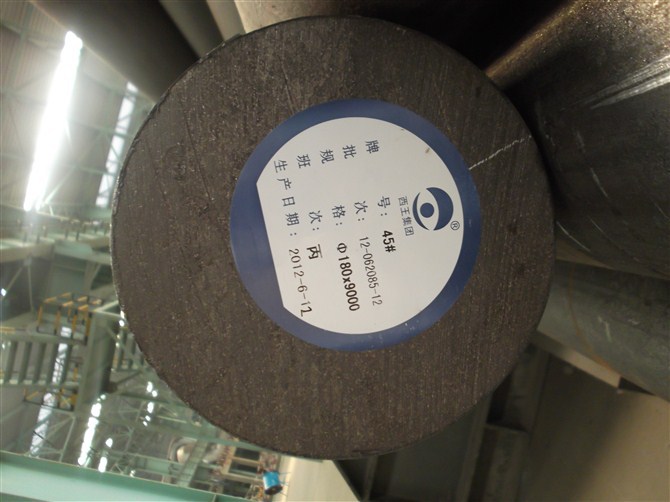 ®
西王集团
牌号：45#
批次：12-062085-12
规格：Φ180x9000
班次：丙
生产日期：2012-6-12